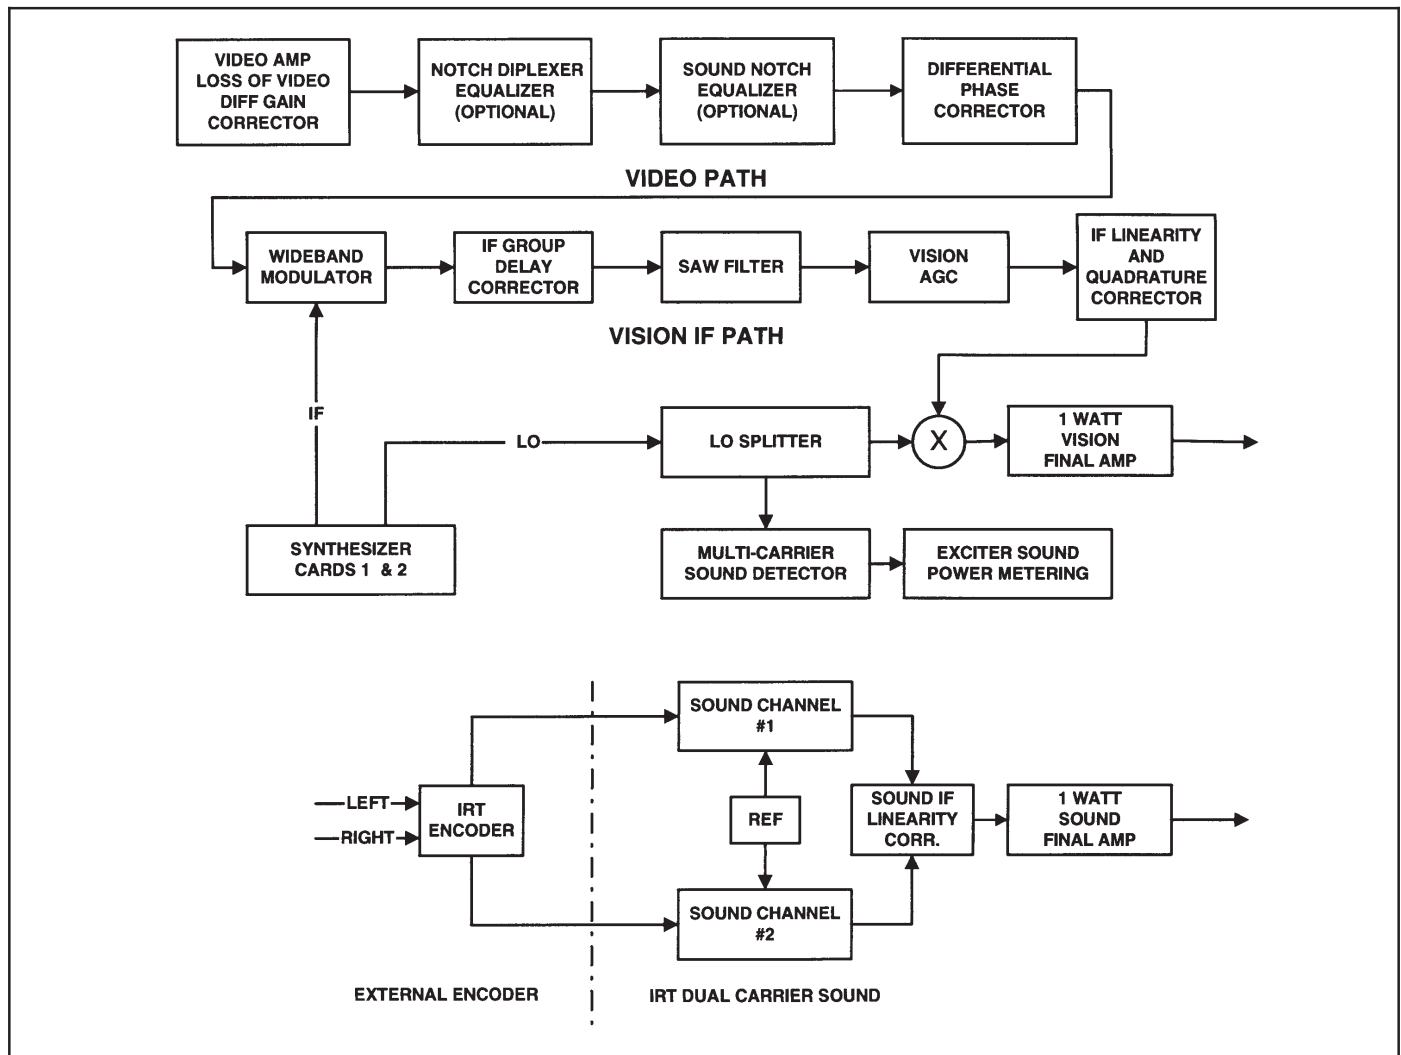 VIDEO AMP
LOSS OF VIDEO
DIFF GAIN
CORRECTOR
NOTCH DIPLEXER
EQUALIZER
(OPTIONAL)
SOUND NOTCH
EQUALIZER
(OPTIONAL)
DIFFERENTIAL
PHASE
CORRECTOR
VIDEO PATH
WIDEBAND
MODULATOR
IF GROUP
DELAY
CORRECTOR
SAW FILTER
VISION
AGC
IF LINEARITY
AND
QUADRATURE
CORRECTOR
VISION IF PATH
IF
LO
LO SPLITTER
X
1 WATT
VISION
FINAL AMP
SYNTHESIZER
CARDS 1 & 2
MULTI-CARRIER
SOUND DETECTOR
EXCITER SOUND
POWER METERING
SOUND CHANNEL
#1
LEFT
RIGHT
IRT
ENCODER
REF
SOUND IF
LINEARITY
CORR.
1 WATT
SOUND
FINAL AMP
SOUND CHANNEL
#2
EXTERNAL ENCODER
IRT DUAL CARRIER SOUND